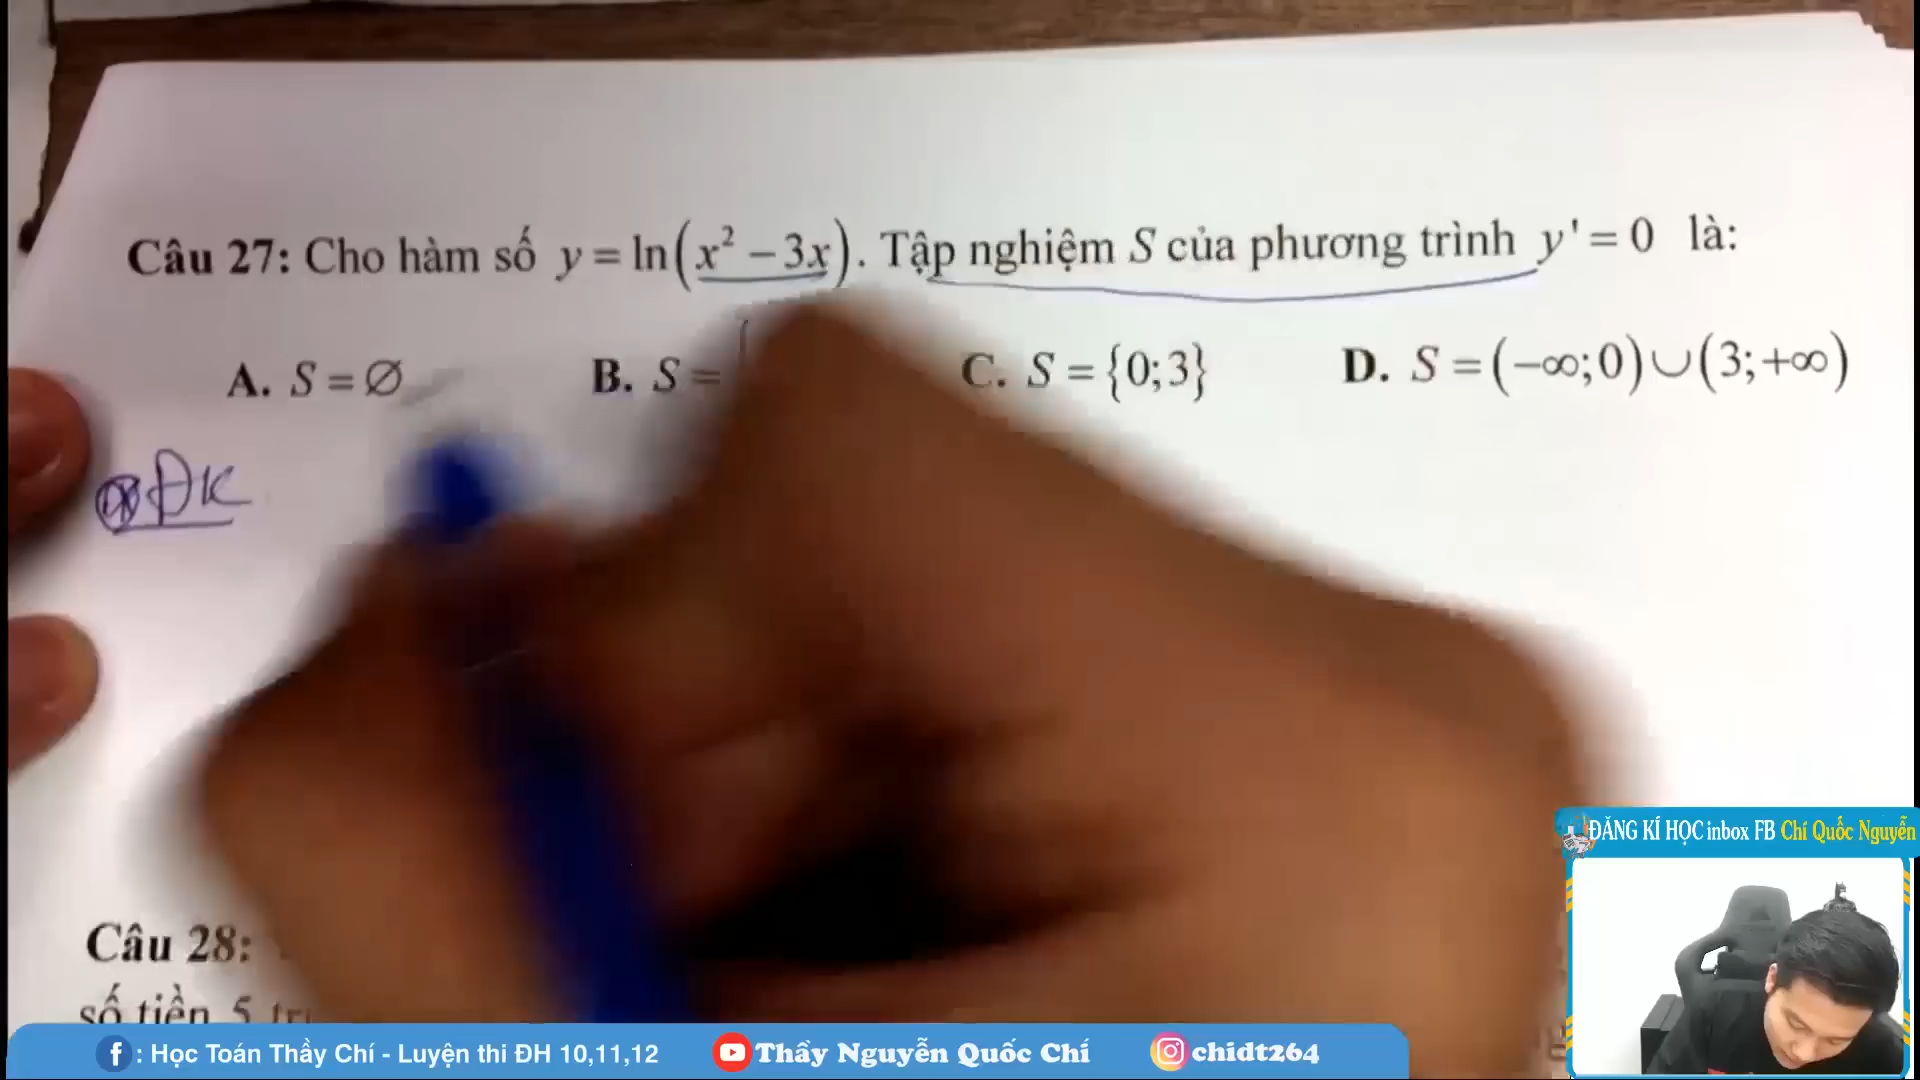 Câu 27: Cho hàm số y = ln(x² − 3x). Tập nghiệm S của phương trình y' = 0 là:
A. S = ∅ B. S = { C. S = {0;3} D. S = (−∞;0)∪(3;+∞)
ĐK
Câu 28:
số tiền 5
ĐĂNG KÍ HỌC inbox FB Chí Quốc Nguyễn
: Học Toán Thầy Chí - Luyện thi ĐH 10,11,12 Thầy Nguyễn Quốc Chí chidt264